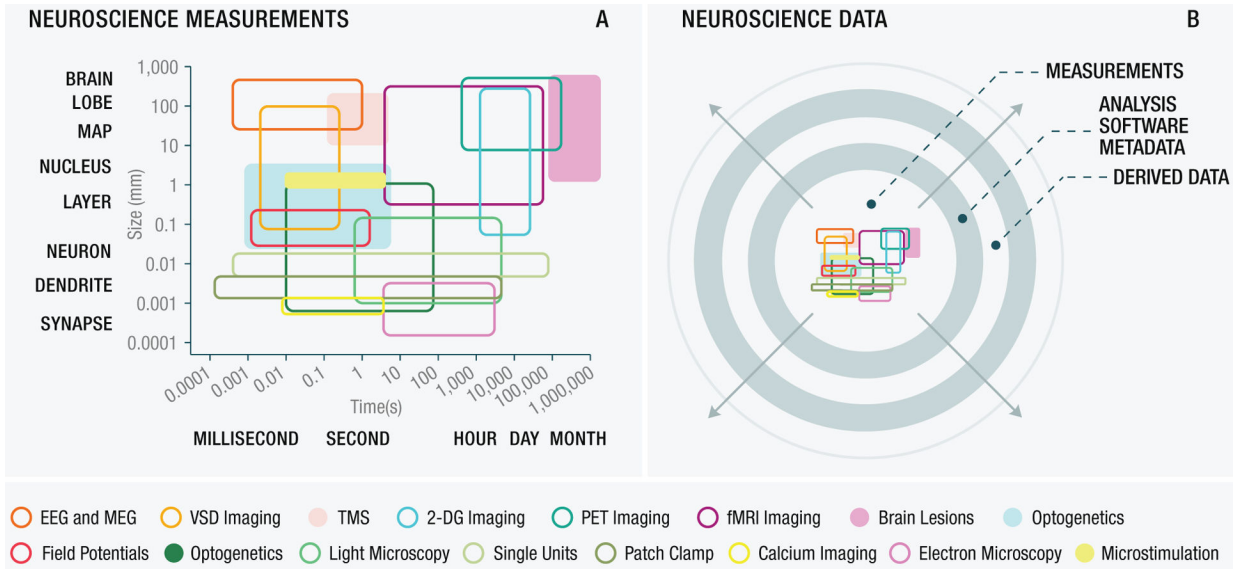 NEUROSCIENCE MEASUREMENTS
A
BRAIN
LOBE
MAP
NUCLEUS
LAYER
NEURON
DENDRITE
SYNAPSE
Size (mm)
1,000
100
10
1
0.1
0.01
0.001
0.0001
0.0001
0.001
0.01
0.1
1
10
100
1,000
10,000
100,000
1,000,000
Time(s)
MILLISECOND
SECOND
HOUR
DAY
MONTH
NEUROSCIENCE DATA
B
MEASUREMENTS
ANALYSIS
SOFTWARE
METADATA
DERIVED DATA
EEG and MEG
VSD Imaging
TMS
2-DG Imaging
PET Imaging
fMRI Imaging
Brain Lesions
Optogenetics
Field Potentials
Optogenetics
Light Microscopy
Single Units
Patch Clamp
Calcium Imaging
Electron Microscopy
Microstimulation